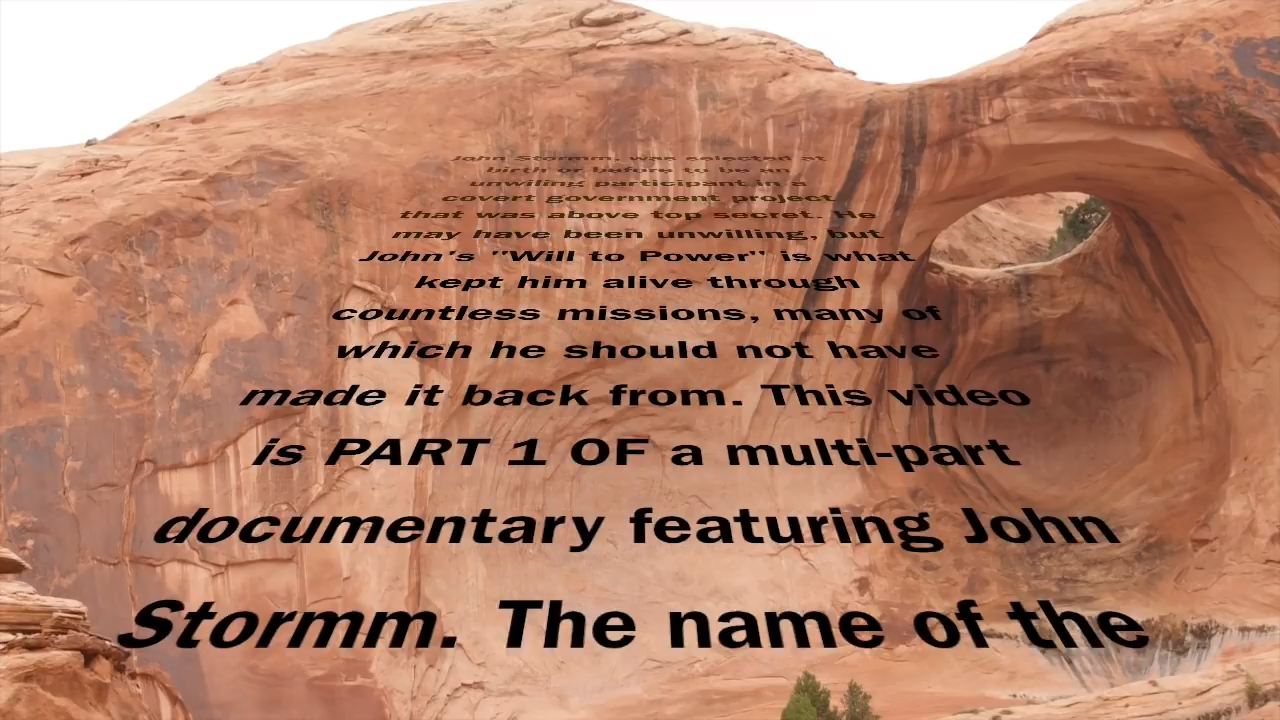 John Stormm, was selected at
birth or before to be an
unwiling participant in a
covert government project
that was above top secret. He
may have been unwilling, but
John's "Will to Power" is what
kept him alive through
countless missions, many of
which he should not have
made it back from. This video
is PART 1 OF a multi-part
documentary featuring John
Stormm. The name of the